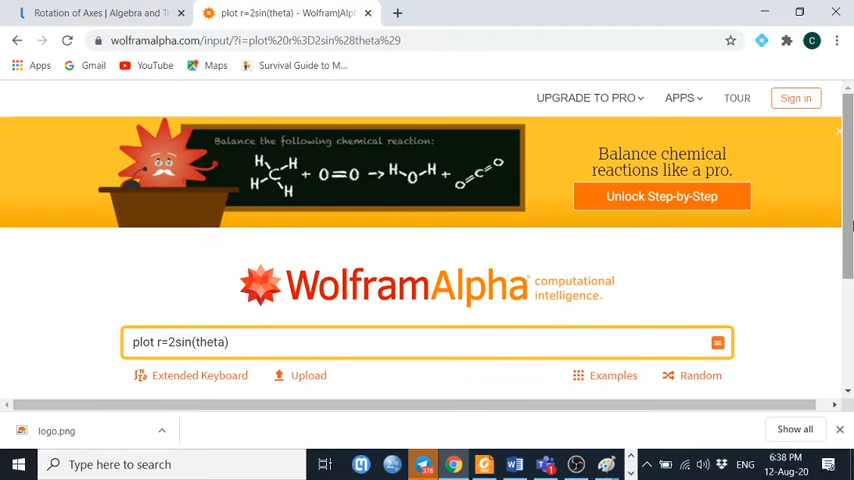 Rotation of Axes | Algebra and T
plot r=2sin(theta) - Wolfram|Alp
wolframalpha.com/input/?i=plot%20r%3D2sin%28theta%29
C
Apps
Gmail
YouTube
Maps
Survival Guide to M...
UPGRADE TO PRO
APPS
TOUR
Sign in
Balance the following chemical reaction:
H H C H H + O=O -> H O H + O C O
Balance chemical
reactions like a pro.
Unlock Step-by-Step
WolframAlpha computational
intelligence.
plot r=2sin(theta)
Extended Keyboard
Upload
Examples
Random
logo.png
Show all
Type here to search
378
1
ENG
6:38 PM
12-Aug-20